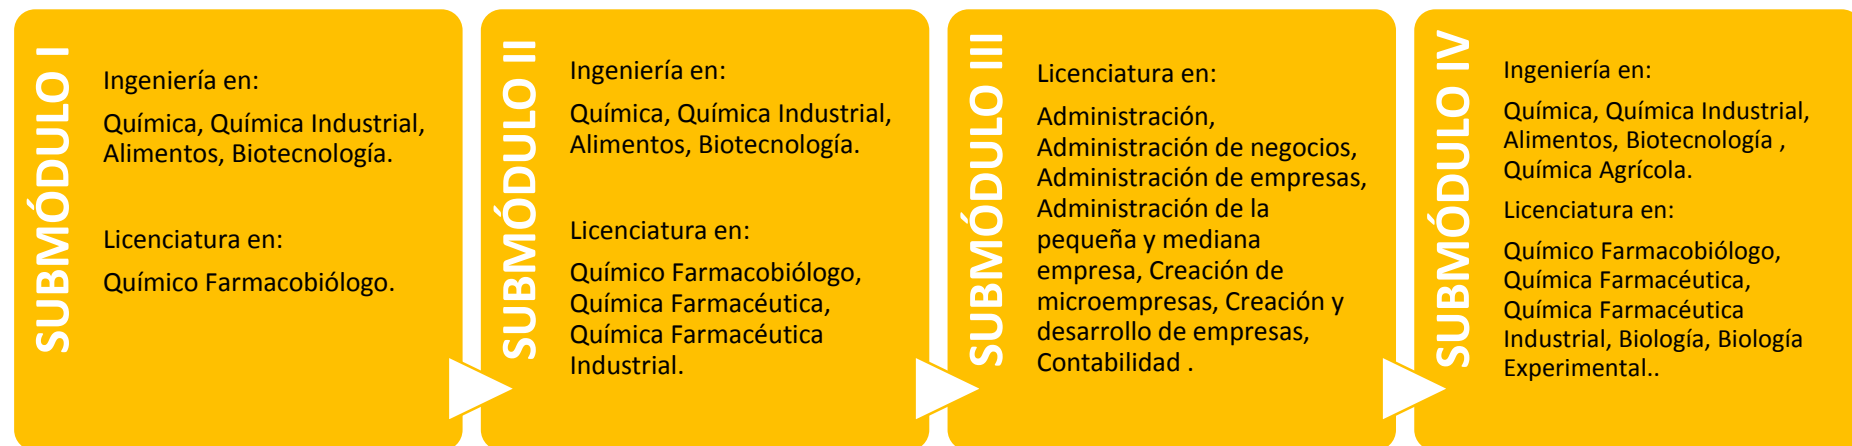 SUBMÓDULO I
Ingeniería en:
Química, Química Industrial,
Alimentos, Biotecnología.
Licenciatura en:
Químico Farmacobiólogo.
SUBMÓDULO II
Ingeniería en:
Química, Química Industrial,
Alimentos, Biotecnología.
Licenciatura en:
Químico Farmacobiólogo,
Química Farmacéutica,
Química Farmacéutica
Industrial.
SUBMÓDULO III
Licenciatura en:
Administración,
Administración de negocios,
Administración de empresas,
Administración de la
pequeña y mediana
empresa, Creación de
microempresas, Creación y
desarrollo de empresas,
Contabilidad .
SUBMÓDULO IV
Ingeniería en:
Química, Química Industrial,
Alimentos, Biotecnología ,
Química Agrícola.
Licenciatura en:
Químico Farmacobiólogo,
Química Farmacéutica,
Química Farmacéutica
Industrial, Biología, Biología
Experimental..